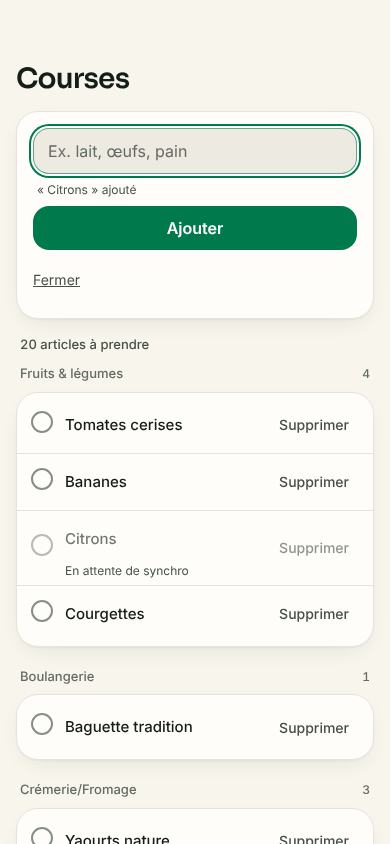 Courses
Ex. lait, œufs, pain
« Citrons » ajouté
Ajouter
Fermer
20 articles à prendre
Fruits & légumes 4
Tomates cerises Supprimer
Bananes Supprimer
Citrons Supprimer
En attente de synchro
Courgettes Supprimer
Boulangerie 1
Baguette tradition Supprimer
Crémerie/Fromage 3
Yaourts nature Supprimer